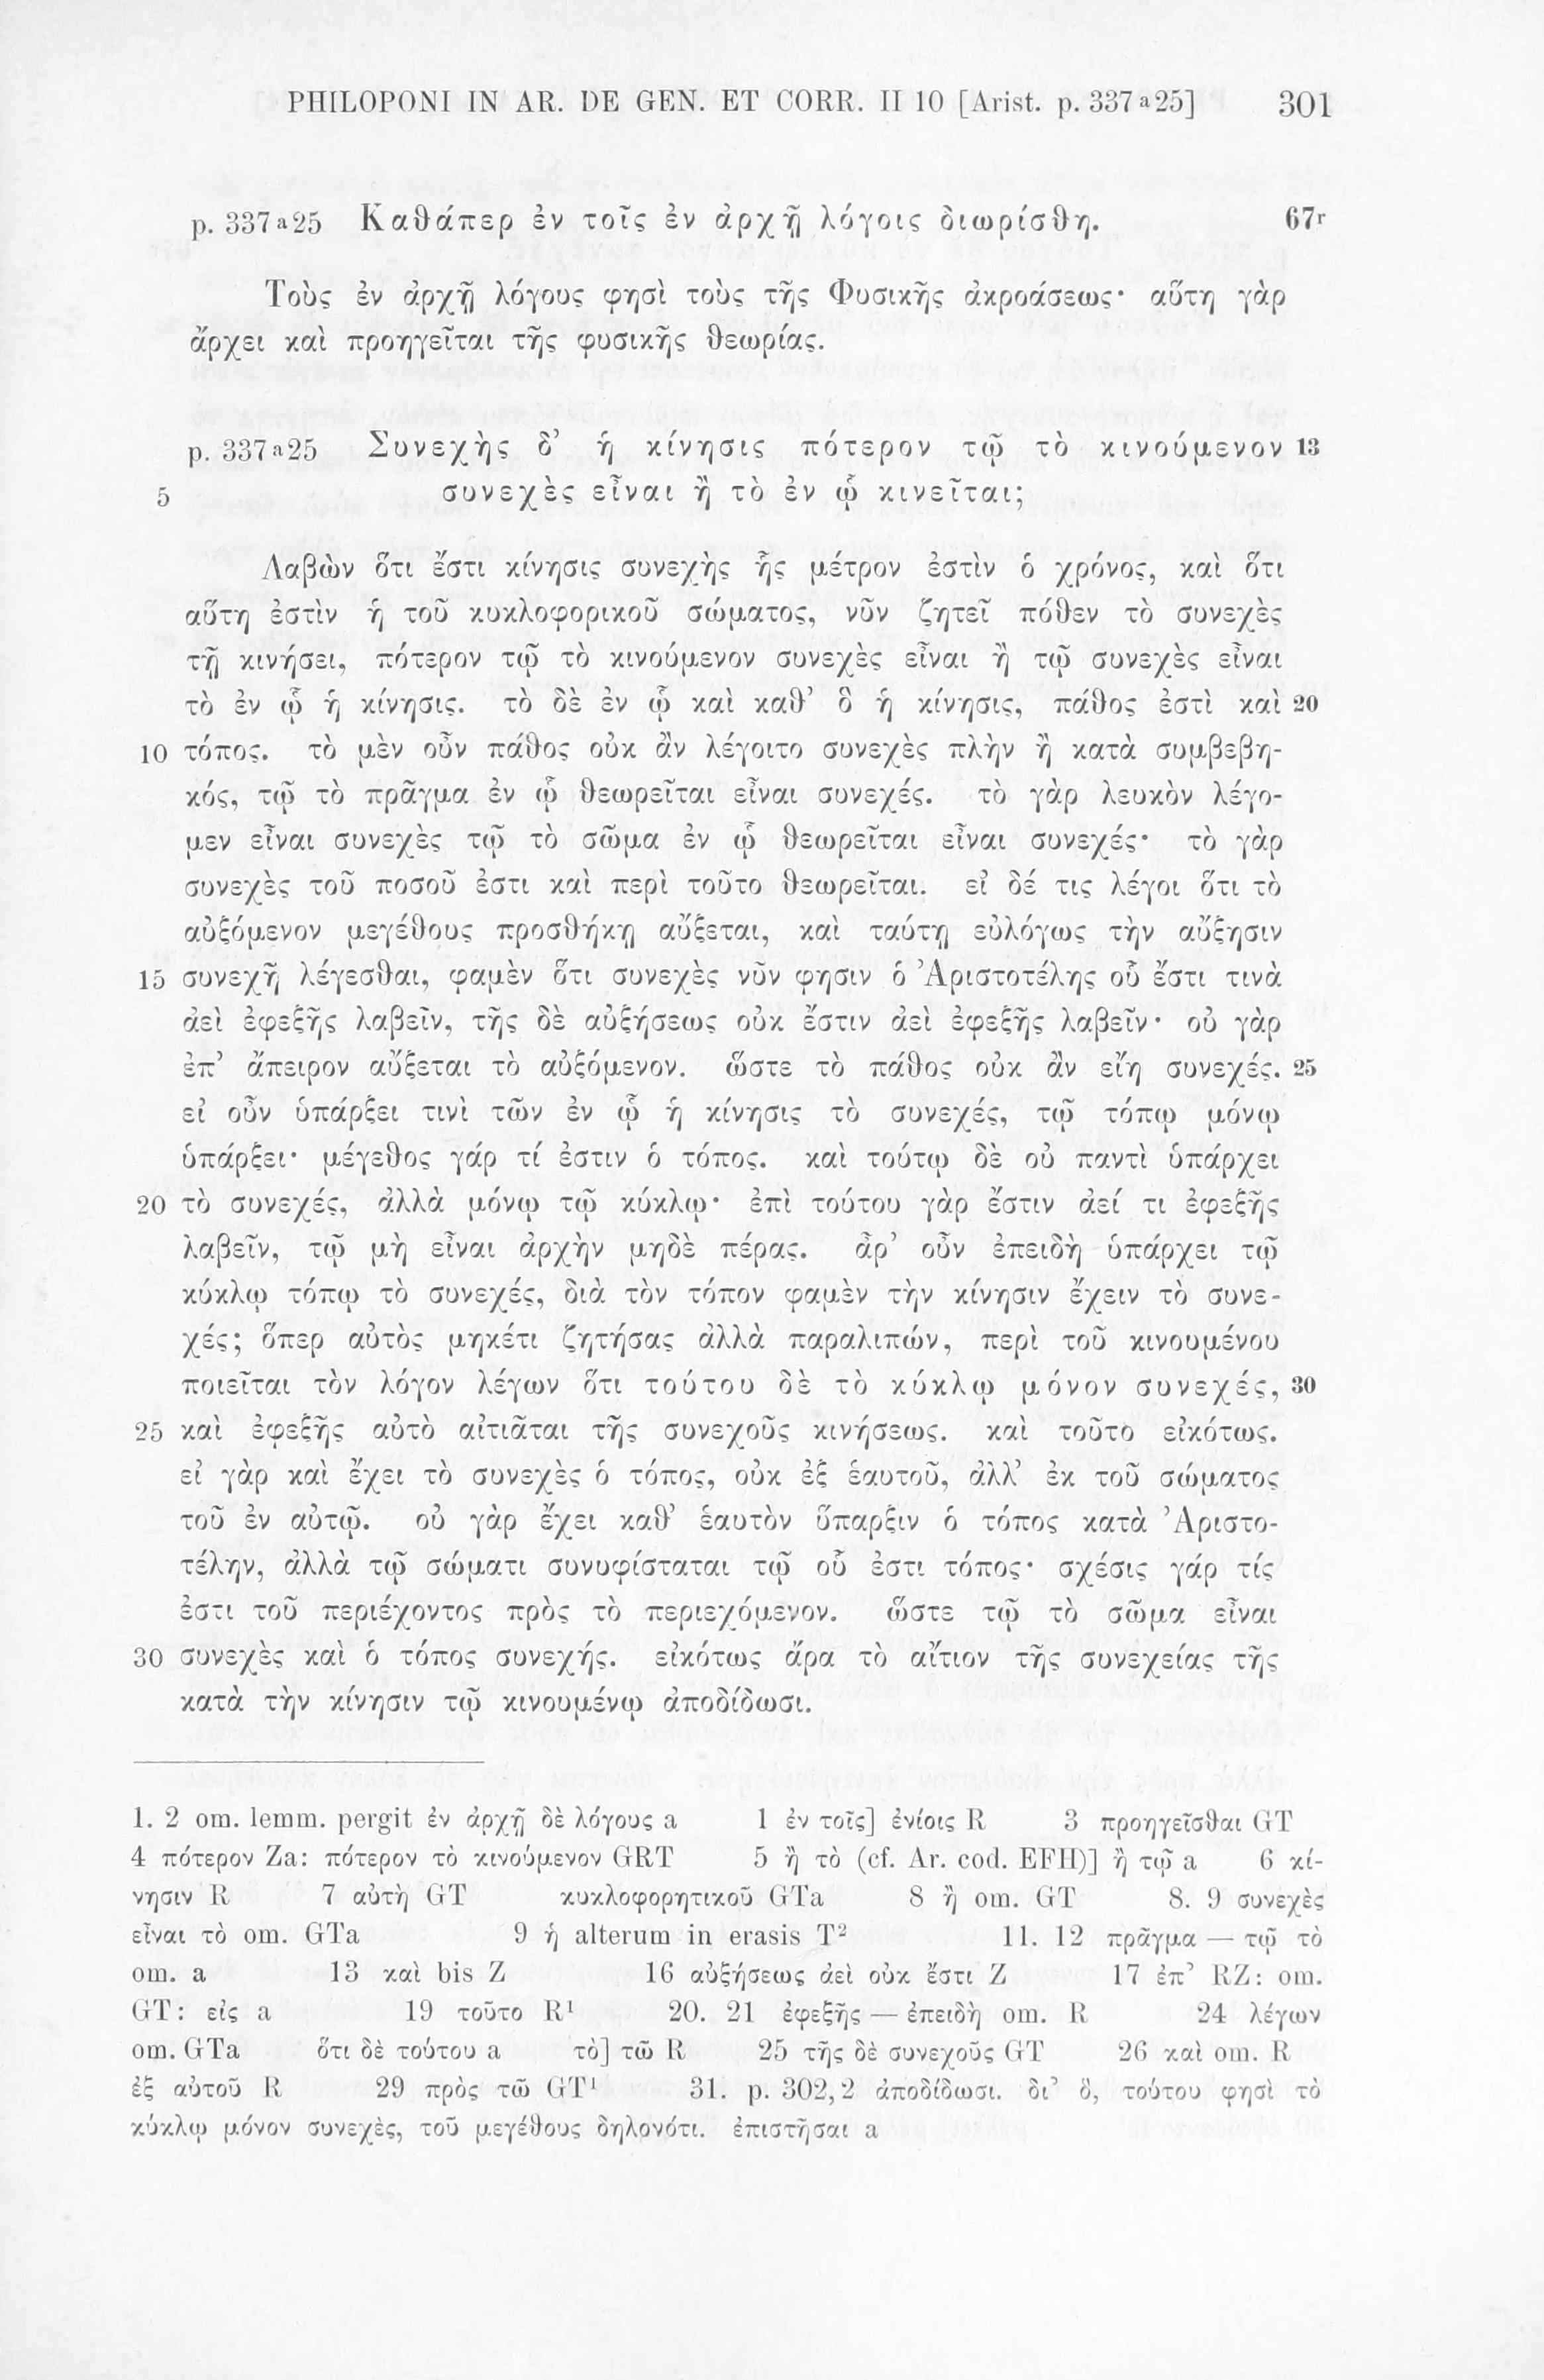 PHILOPONI IN AR. DE GEN. ET CORR. II 10 [Arist. p. 337a25] 301
p. 337a25 Καθάπερ ἐν τοῖς ἐν ἀρχῇ λόγοις διωρίσθη. 67r
Τοὺς ἐν ἀρχῇ λόγους φησὶ τοὺς τῆς Φυσικῆς ἀκροάσεως· αὕτη γὰρ
ἄρχει καὶ προηγεῖται τῆς φυσικῆς θεωρίας.
p. 337a25 Συνεχὴς δ’ ἡ κίνησις πότερον τῷ τὸ κινούμενον 13
5 συνεχὲς εἶναι ἢ τὸ ἐν ᾧ κινεῖται;
Λαβὼν ὅτι ἔστι κίνησις συνεχὴς ἧς μέτρον ἐστὶν ὁ χρόνος, καὶ ὅτι
αὕτη ἐστὶν ἡ τοῦ κυκλοφορικοῦ σώματος, νῦν ζητεῖ πόθεν τὸ συνεχὲς
τῇ κινήσει, πότερον τῷ τὸ κινούμενον συνεχὲς εἶναι ἢ τῷ συνεχὲς εἶναι
τὸ ἐν ᾧ ἡ κίνησις. τὸ δὲ ἐν ᾧ καὶ καθ’ ὃ ἡ κίνησις, πάθος ἐστὶ καὶ 20
10 τόπος. τὸ μὲν οὖν πάθος οὐκ ἂν λέγοιτο συνεχὲς πλὴν ἢ κατὰ συμβεβη-
κός, τῷ τὸ πρᾶγμα ἐν ᾧ θεωρεῖται εἶναι συνεχές. τὸ γὰρ λευκὸν λέγο-
μεν εἶναι συνεχὲς τῷ τὸ σῶμα ἐν ᾧ θεωρεῖται εἶναι συνεχές· τὸ γὰρ
συνεχὲς τοῦ ποσοῦ ἐστι καὶ περὶ τοῦτο θεωρεῖται. εἰ δέ τις λέγοι ὅτι τὸ
αὐξόμενον μεγέθους προσθήκῃ αὔξεται, καὶ ταύτῃ εὐλόγως τὴν αὔξησιν
15 συνεχῆ λέγεσθαι, φαμὲν ὅτι συνεχὲς νῦν φησιν ὁ Ἀριστοτέλης οὗ ἔστι τινὰ
ἀεὶ ἐφεξῆς λαβεῖν, τῆς δὲ αὐξήσεως οὐκ ἔστιν ἀεὶ ἐφεξῆς λαβεῖν· οὐ γὰρ
ἐπ’ ἄπειρον αὔξεται τὸ αὐξόμενον. ὥστε τὸ πάθος οὐκ ἂν εἴη συνεχές. 25
εἰ οὖν ὑπάρξει τινὶ τῶν ἐν ᾧ ἡ κίνησις τὸ συνεχές, τῷ τόπῳ μόνῳ
ὑπάρξει· μέγεθος γάρ τί ἐστιν ὁ τόπος. καὶ τούτῳ δὲ οὐ παντὶ ὑπάρχει
20 τὸ συνεχές, ἀλλὰ μόνῳ τῷ κύκλῳ· ἐπὶ τούτου γὰρ ἔστιν ἀεί τι ἐφεξῆς
λαβεῖν, τῷ μὴ εἶναι ἀρχὴν μηδὲ πέρας. ἆρ’ οὖν ἐπειδὴ ὑπάρχει τῷ
κύκλῳ τόπῳ τὸ συνεχές, διὰ τὸν τόπον φαμὲν τὴν κίνησιν ἔχειν τὸ συνε-
χές; ὅπερ αὐτὸς μηκέτι ζητήσας ἀλλὰ παραλιπών, περὶ τοῦ κινουμένου
ποιεῖται τὸν λόγον λέγων ὅτι τούτου δὲ τὸ κύκλῳ μόνον συνεχές, 30
25 καὶ ἐφεξῆς αὐτὸ αἰτιᾶται τῆς συνεχοῦς κινήσεως. καὶ τοῦτο εἰκότως.
εἰ γὰρ καὶ ἔχει τὸ συνεχὲς ὁ τόπος, οὐκ ἐξ ἑαυτοῦ, ἀλλ’ ἐκ τοῦ σώματος
τοῦ ἐν αὐτῷ. οὐ γὰρ ἔχει καθ’ ἑαυτὸν ὕπαρξιν ὁ τόπος κατὰ Ἀριστο-
τέλην, ἀλλὰ τῷ σώματι συνυφίσταται τῷ οὗ ἐστι τόπος· σχέσις γάρ τίς
ἐστι τοῦ περιέχοντος πρὸς τὸ περιεχόμενον. ὥστε τῷ τὸ σῶμα εἶναι
30 συνεχὲς καὶ ὁ τόπος συνεχής. εἰκότως ἄρα τὸ αἴτιον τῆς συνεχείας τῆς
κατὰ τὴν κίνησιν τῷ κινουμένῳ ἀποδίδωσι.
1. 2 om. lemm. pergit ἐν ἀρχῇ δὲ λόγους a 1 ἐν τοῖς] ἐνίοις R 3 προηγεῖσθαι GT
4 πότερον Za: πότερον τὸ κινούμενον GRT 5 ἢ τὸ (cf. Ar. cod. EFH)] ἢ τῷ a 6 κί-
νησιν R 7 αὐτὴ GT κυκλοφορητικοῦ GTa 8 ἢ om. GT 8. 9 συνεχὲς
εἶναι τὸ om. GTa 9 ἡ alterum in erasis T2 11. 12 πρᾶγμα — τῷ τὸ
om. a 13 καὶ bis Z 16 αὐξήσεως ἀεὶ οὐκ ἔστι Z 17 ἐπ’ RZ: om.
GT: εἰς a 19 τοῦτο R1 20. 21 ἐφεξῆς — ἐπειδὴ om. R 24 λέγων
om. GTa ὅτι δὲ τούτου a τὸ] τῶ R 25 τῆς δὲ συνεχοῦς GT 26 καὶ om. R
ἐξ αὐτοῦ R 29 πρὸς τῶ GT1 31. p. 302,2 ἀποδίδωσι. δι’ ὃ, τούτου φησὶ τὸ
κύκλῳ μόνον συνεχὲς, τοῦ μεγέθους δηλονότι. ἐπιστῆσαι a